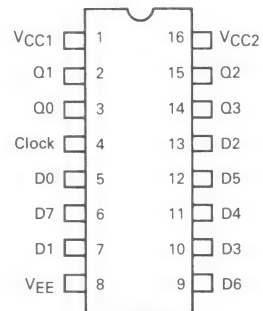 VCC1 1 16 VCC2
Q1 2 15 Q2
Q0 3 14 Q3
Clock 4 13 D2
D0 5 12 D5
D7 6 11 D4
D1 7 10 D3
VEE 8 9 D6